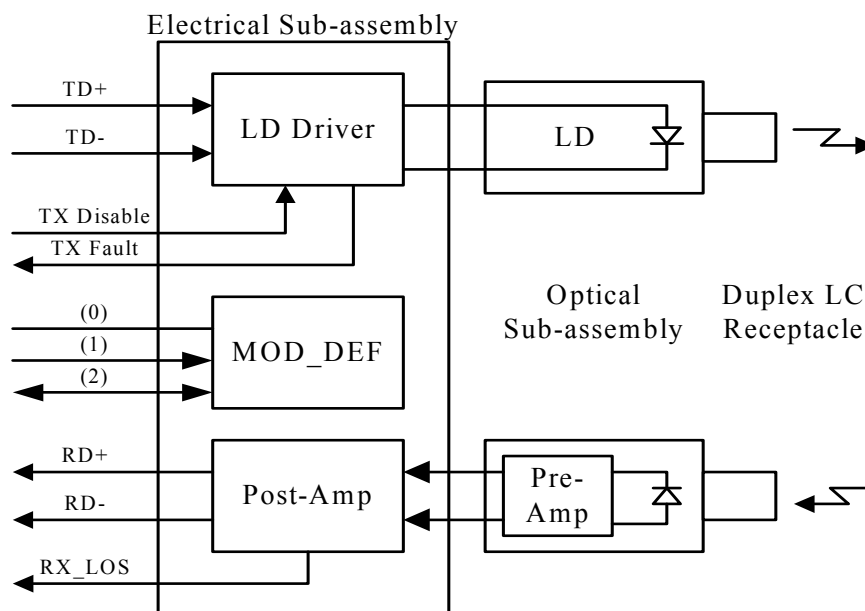 Electrical Sub-assembly
TD+
TD-
LD Driver
LD
TX Disable
TX Fault
(0)
(1)
(2)
MOD_DEF
Optical
Sub-assembly
Duplex LC
Receptacle
RD+
RD-
RX_LOS
Post-Amp
Pre-
Amp